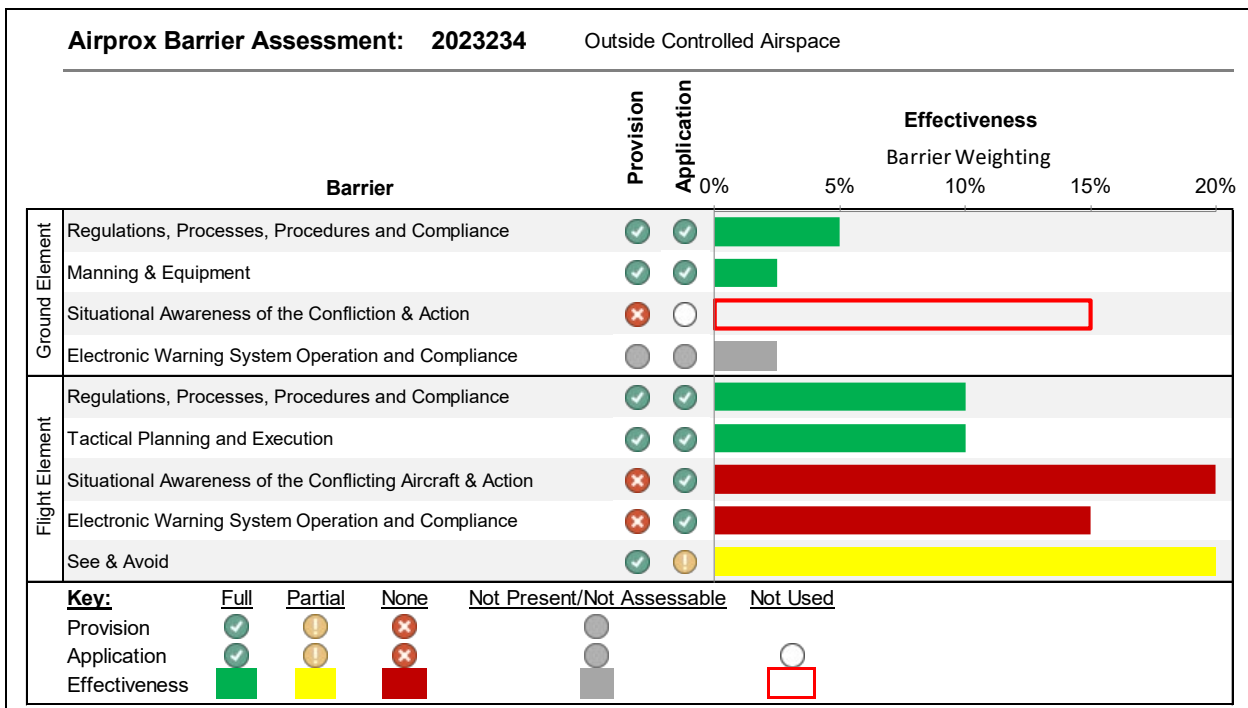 Airprox Barrier Assessment: 2023234 Outside Controlled Airspace
Provision
Application
Effectiveness
Barrier Weighting
Barrier
0% 5% 10% 15% 20%
Ground Element
Regulations, Processes, Procedures and Compliance
Manning & Equipment
Situational Awareness of the Confliction & Action
Electronic Warning System Operation and Compliance
Flight Element
Regulations, Processes, Procedures and Compliance
Tactical Planning and Execution
Situational Awareness of the Conflicting Aircraft & Action
Electronic Warning System Operation and Compliance
See & Avoid
Key: Full Partial None Not Present/Not Assessable Not Used
Provision
Application
Effectiveness